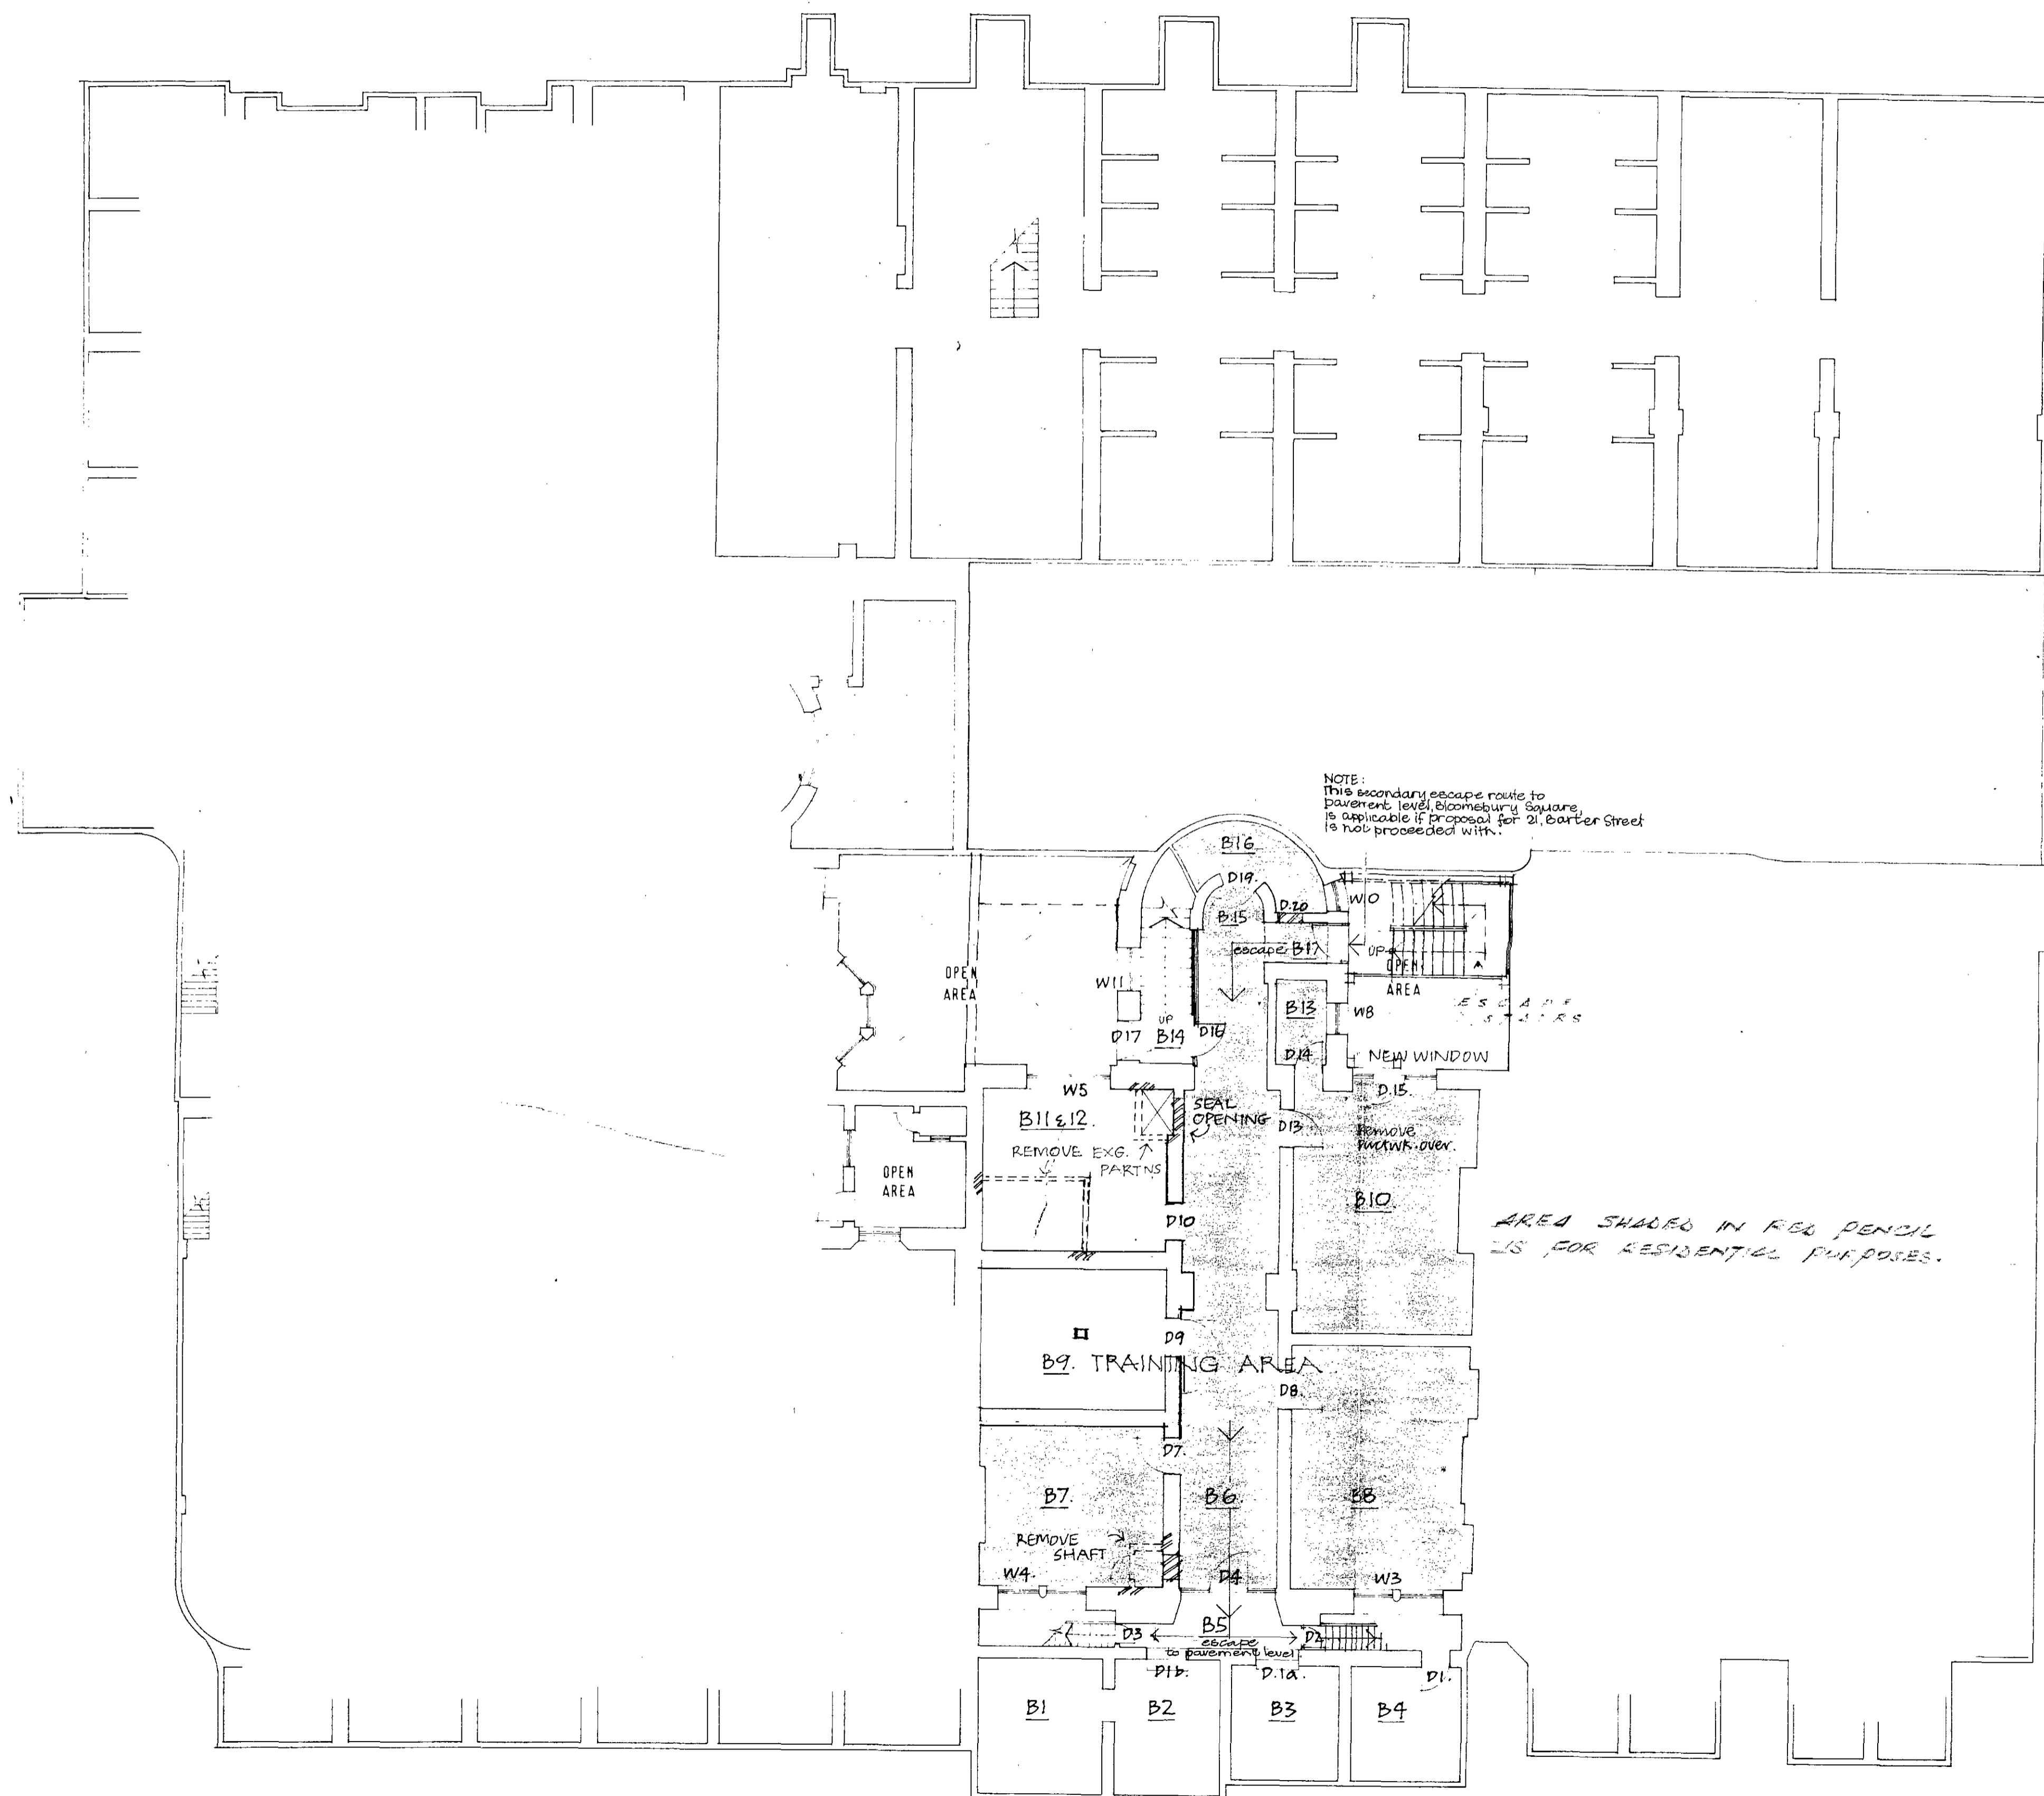 NOTE:
This secondary escape route to
pavement level, Bloomsbury Square,
is applicable if proposal for 21, Barter Street
is not proceeded with.
B16
D19.
D.20
W10
B.15
escape B17
UP
OPEN
AREA
OPEN
AREA
W11
ESCAPE
STAIRS
B13
W8
UP
D17
B14
D16
D14
NEW WINDOW
W5
D.15.
B11 & 12.
SEAL
OPENING
D13
Remove
over.
REMOVE EXG.
PARTNS
OPEN
AREA
B10
D10
AREA SHADED IN RED PENCIL
IS FOR RESIDENTIAL PURPOSES.
D9
B9. TRAINING AREA
D8.
D7.
B7.
B6.
B8
REMOVE
SHAFT
W4.
D4
W3
B5
D3
D2
escape
to pavement level.
D1b.
D.1a.
D1.
B1
B2
B3
B4